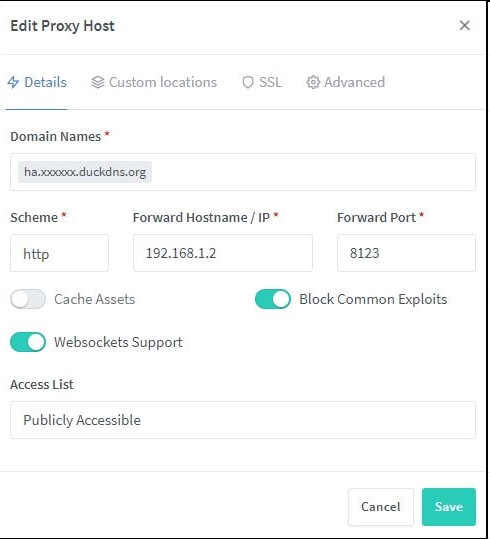 Edit Proxy Host ×
Details Custom locations SSL Advanced
Domain Names *
ha.xxxxxx.duckdns.org
Scheme * Forward Hostname / IP * Forward Port *
http 192.168.1.2 8123
Cache Assets Block Common Exploits
Websockets Support
Access List
Publicly Accessible
Cancel Save